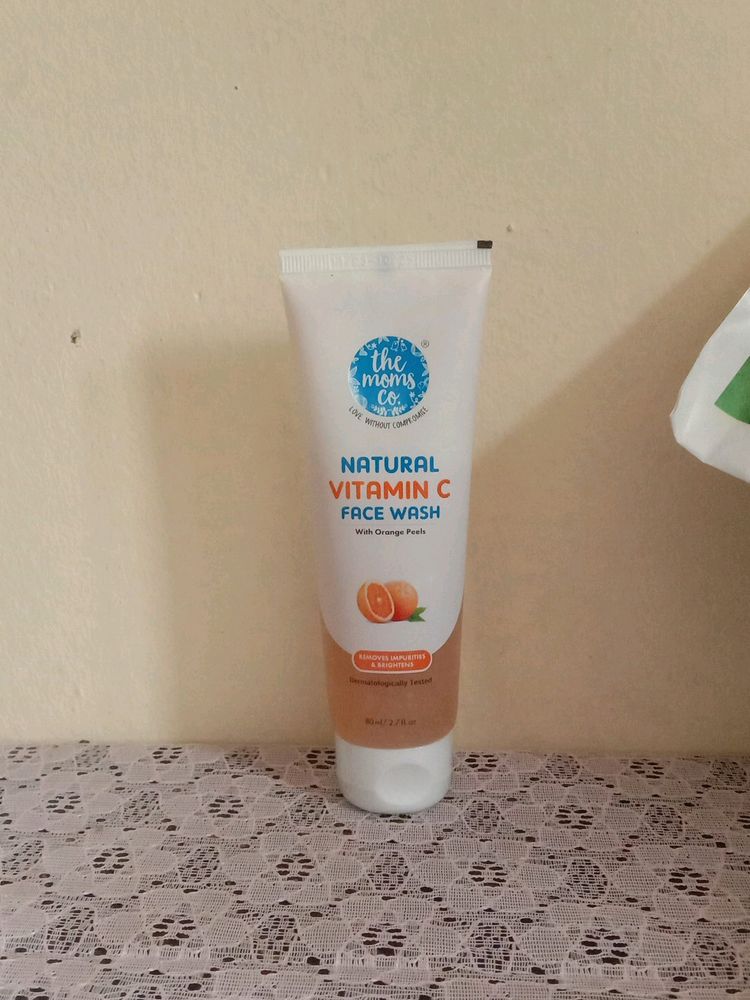 the
moms
co.
®
LOVE WITHOUT COMPROMISE
NATURAL
VITAMIN C
FACE WASH
With Orange Peels
REMOVES IMPURITIES
& BRIGHTENS
Dermatologically Tested
80 ml/ 2.7 fl. oz